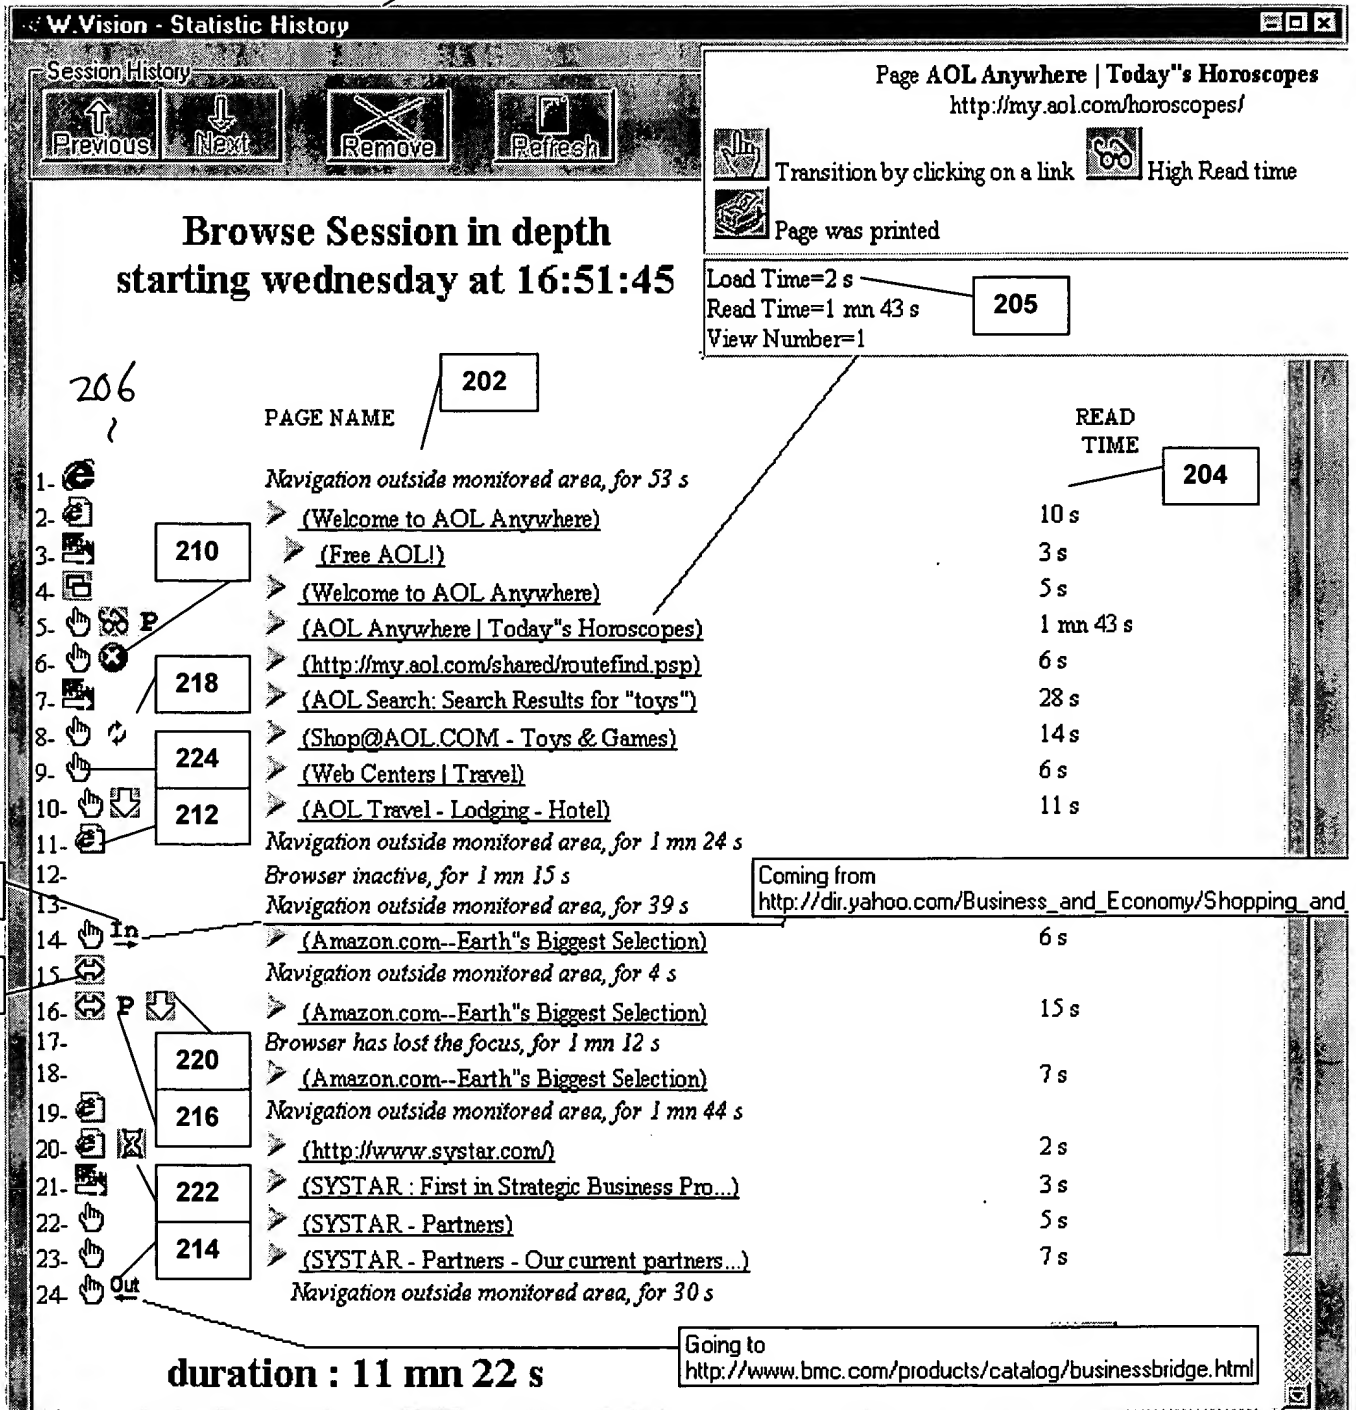 W.Vision - Statistic History
Session History
Previous Next Remove Refresh
Page AOL Anywhere | Today"s Horoscopes
http://my.aol.com/horoscopes/
Transition by clicking on a link High Read time
Page was printed
Browse Session in depth
starting wednesday at 16:51:45
Load Time=2 s
Read Time=1 mn 43 s
View Number=1
205
206
202
PAGE NAME
READ
TIME
204
1- Navigation outside monitored area, for 53 s
2- (Welcome to AOL Anywhere) 10 s
210
3- (Free AOL!) 3 s
4- (Welcome to AOL Anywhere) 5 s
5- P (AOL Anywhere | Today"s Horoscopes) 1 mn 43 s
6- (http://my.aol.com/shared/routefind.psp) 6 s
218
7- (AOL Search: Search Results for "toys") 28 s
8- (Shop@AOL.COM - Toys & Games) 14 s
224
9- (Web Centers | Travel) 6 s
10- (AOL Travel - Lodging - Hotel) 11 s
212
11- Navigation outside monitored area, for 1 mn 24 s
12- Browser inactive, for 1 mn 15 s
13- Navigation outside monitored area, for 39 s
Coming from
http://dir.yahoo.com/Business_and_Economy/Shopping_and_
14- In (Amazon.com--Earth"s Biggest Selection) 6 s
15- Navigation outside monitored area, for 4 s
16- P (Amazon.com--Earth"s Biggest Selection) 15 s
17- Browser has lost the focus, for 1 mn 12 s
220
18- (Amazon.com--Earth"s Biggest Selection) 7 s
216
19- Navigation outside monitored area, for 1 mn 44 s
20- (http://www.systar.com/) 2 s
222
21- (SYSTAR : First in Strategic Business Pro...) 3 s
22- (SYSTAR - Partners) 5 s
214
23- (SYSTAR - Partners - Our current partners...) 7 s
24- Out Navigation outside monitored area, for 30 s
Going to
http://www.bmc.com/products/catalog/businessbridge.html
duration : 11 mn 22 s